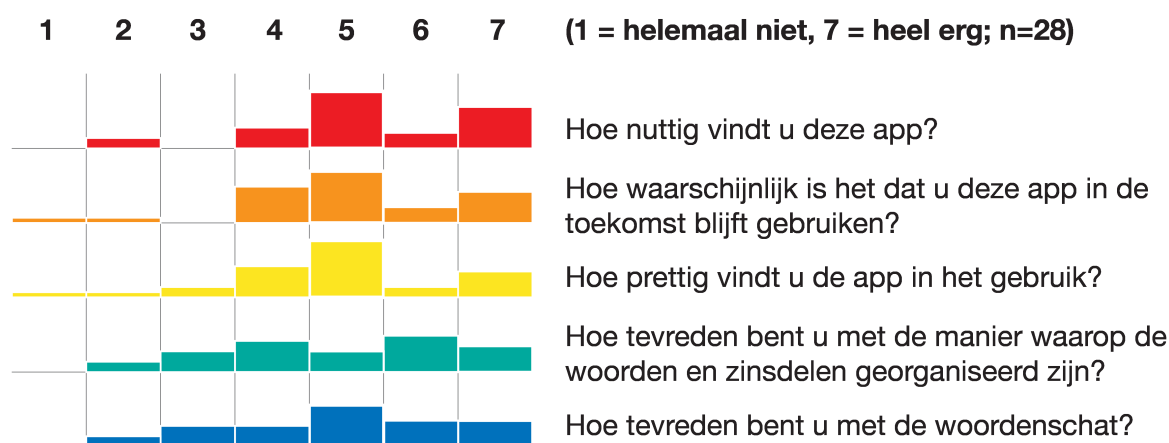 1 2 3 4 5 6 7 (1 = helemaal niet, 7 = heel erg; n=28)
Hoe nuttig vindt u deze app?
Hoe waarschijnlijk is het dat u deze app in de
toekomst blijft gebruiken?
Hoe prettig vindt u de app in het gebruik?
Hoe tevreden bent u met de manier waarop de
woorden en zinsdelen georganiseerd zijn?
Hoe tevreden bent u met de woordenschat?